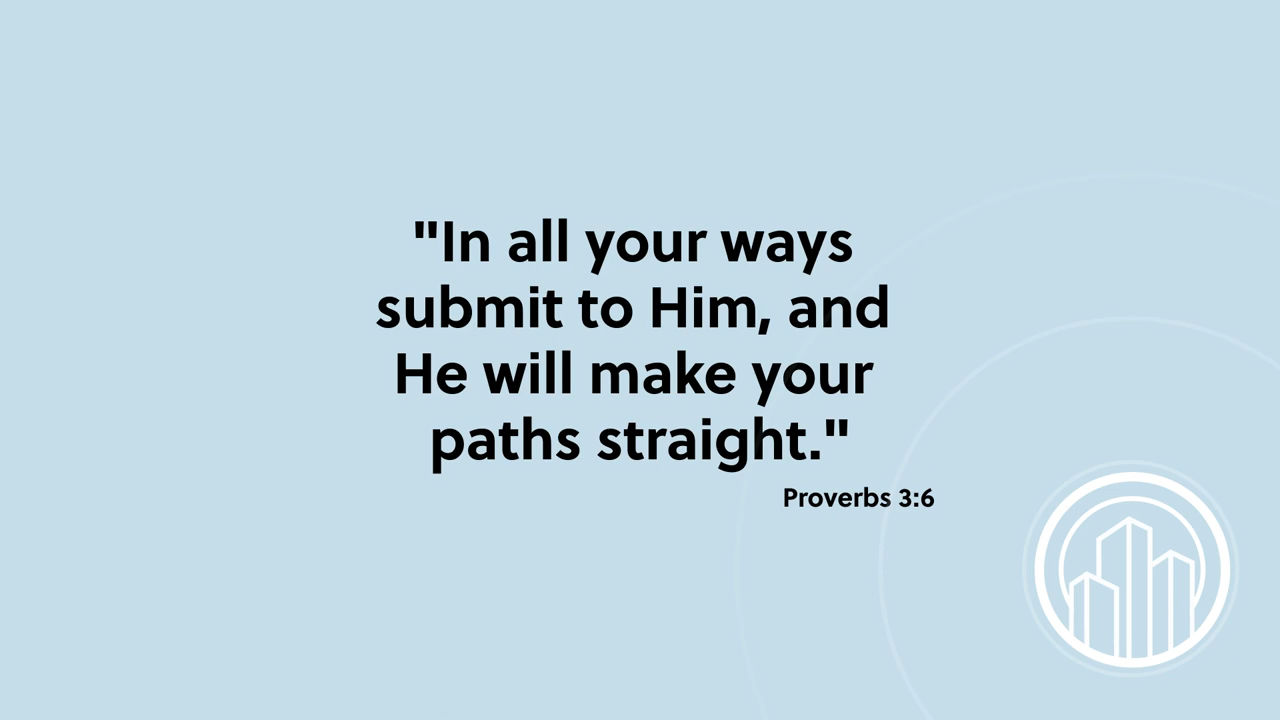 "In all your ways
submit to Him, and
He will make your
paths straight."
Proverbs 3:6